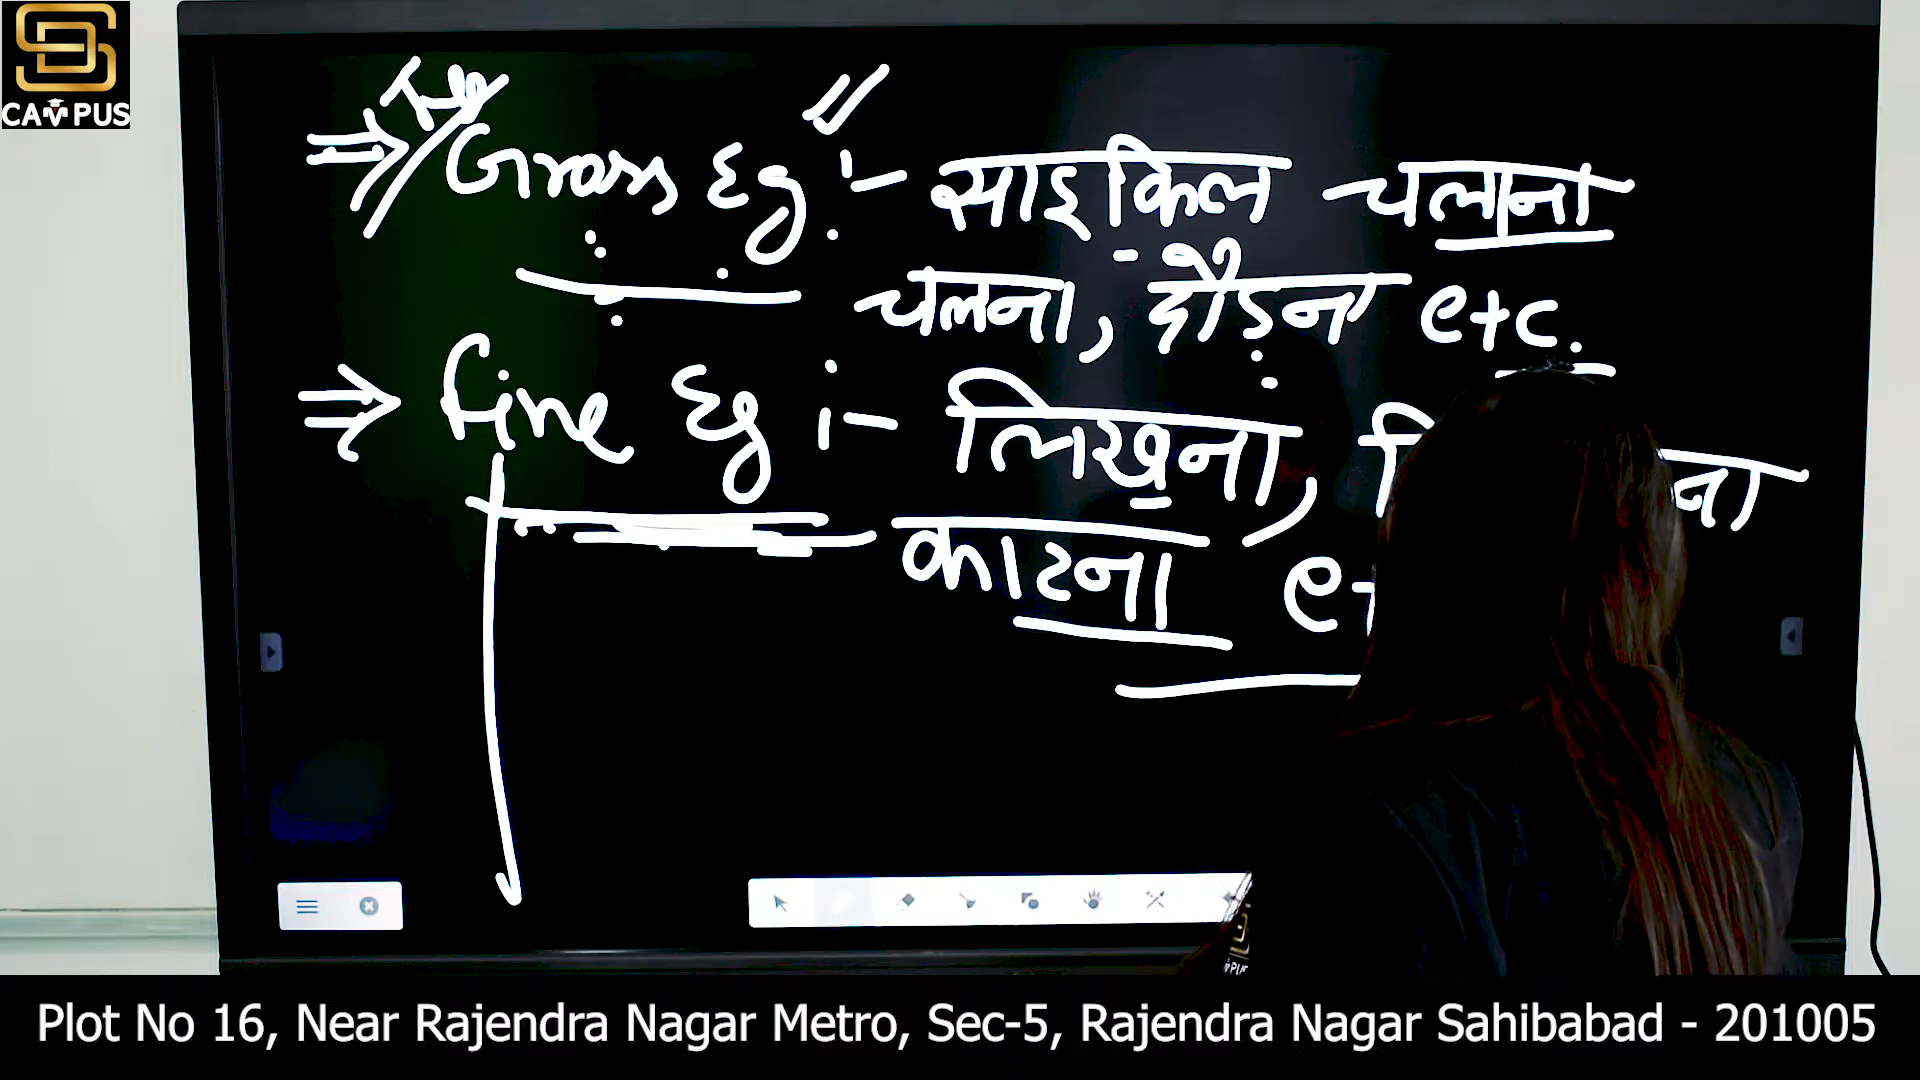 CAMPUS
Gross Eg :- साइकिल चलाना
चलना, दौड़ना etc.
fine Eg :- लिखना,
काटना
Plot No 16, Near Rajendra Nagar Metro, Sec-5, Rajendra Nagar Sahibabad - 201005